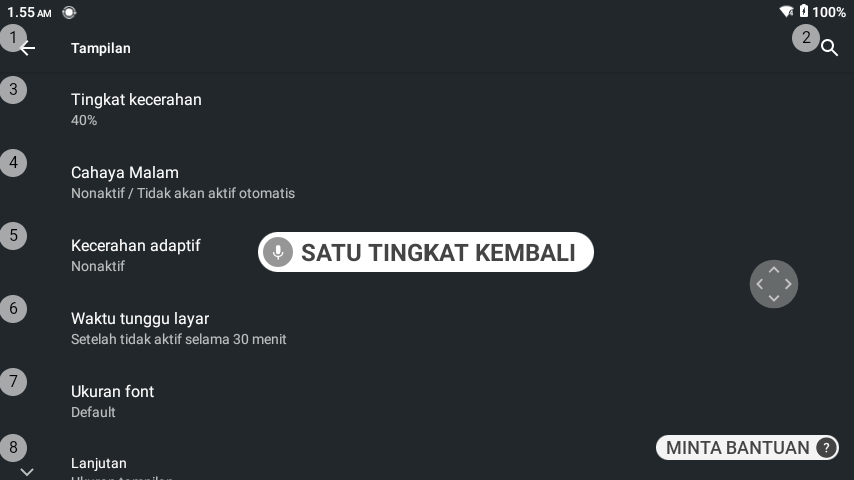 1.55 AM
100%
1
Tampilan
2
3
Tingkat kecerahan
40%
4
Cahaya Malam
Nonaktif / Tidak akan aktif otomatis
5
Kecerahan adaptif
Nonaktif
SATU TINGKAT KEMBALI
6
Waktu tunggu layar
Setelah tidak aktif selama 30 menit
7
Ukuran font
Default
8
Lanjutan
MINTA BANTUAN ?
Ukuran tampilan